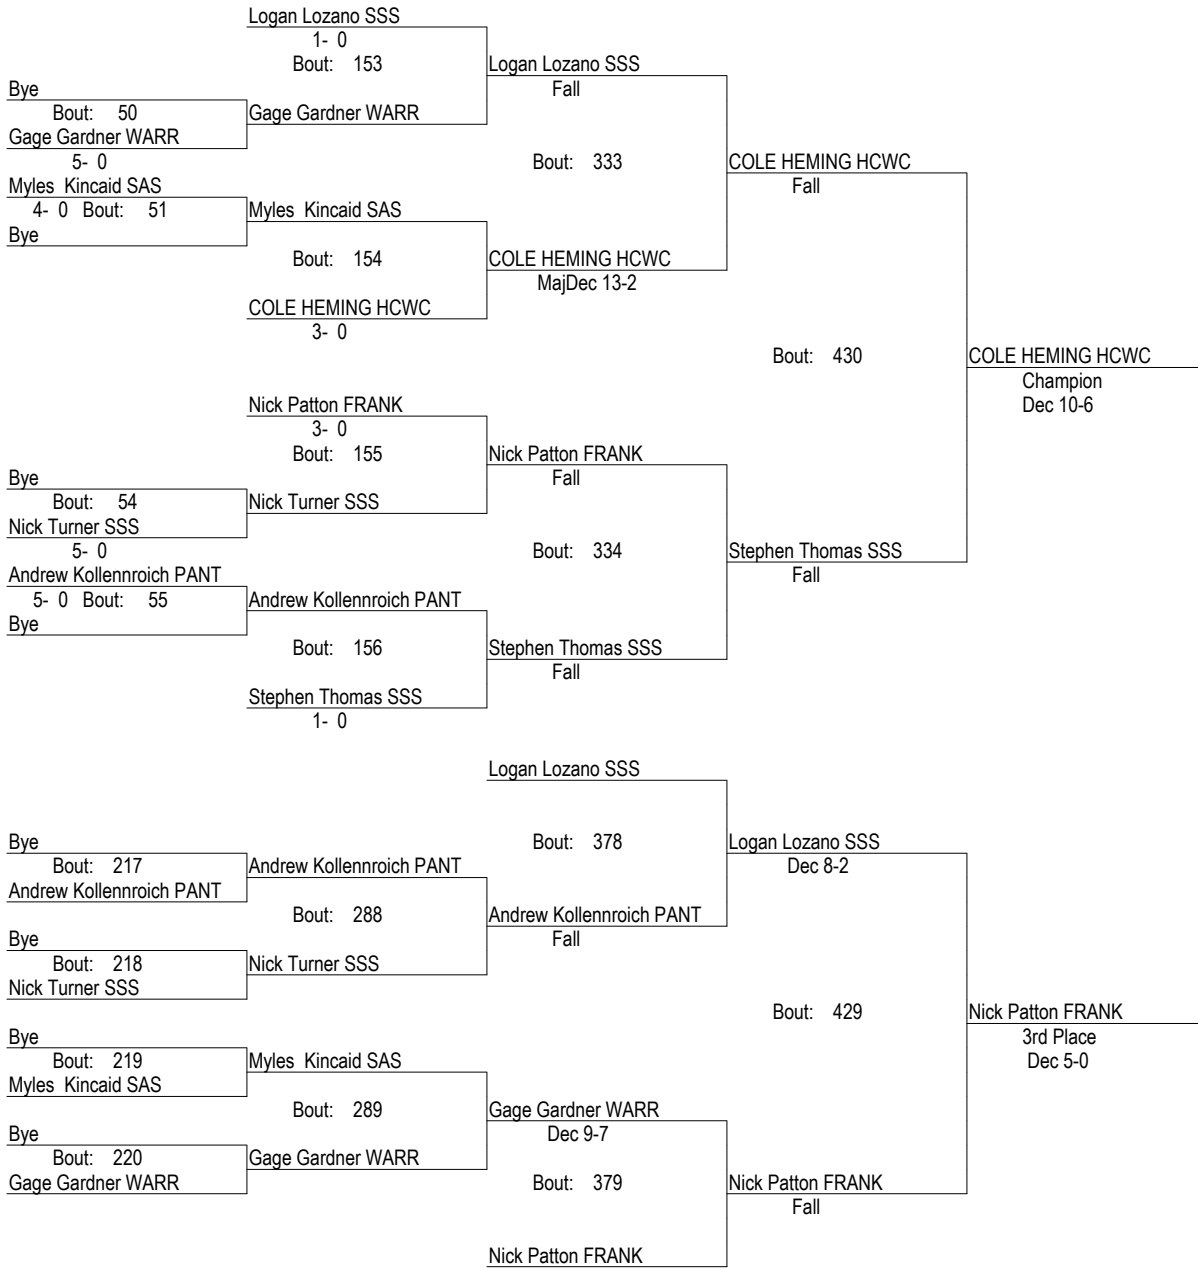 Logan Lozano SSS
1- 0
Bout: 153
Logan Lozano SSS
Fall
Bye
Bout: 50
Gage Gardner WARR
Gage Gardner WARR
5- 0
Bout: 333
COLE HEMING HCWC
Fall
Myles Kincaid SAS
4- 0 Bout: 51
Myles Kincaid SAS
Bye
Bout: 154
COLE HEMING HCWC
MajDec 13-2
COLE HEMING HCWC
3- 0
Bout: 430
COLE HEMING HCWC
Champion
Dec 10-6
Nick Patton FRANK
3- 0
Bout: 155
Nick Patton FRANK
Fall
Bye
Bout: 54
Nick Turner SSS
Nick Turner SSS
5- 0
Bout: 334
Stephen Thomas SSS
Fall
Andrew Kollennroich PANT
5- 0 Bout: 55
Andrew Kollennroich PANT
Bye
Bout: 156
Stephen Thomas SSS
Fall
Stephen Thomas SSS
1- 0
Logan Lozano SSS
Bye
Bout: 378
Logan Lozano SSS
Dec 8-2
Bout: 217
Andrew Kollennroich PANT
Andrew Kollennroich PANT
Bout: 288
Andrew Kollennroich PANT
Fall
Bye
Bout: 218
Nick Turner SSS
Nick Turner SSS
Bout: 429
Nick Patton FRANK
3rd Place
Dec 5-0
Bye
Bout: 219
Myles Kincaid SAS
Myles Kincaid SAS
Bout: 289
Gage Gardner WARR
Dec 9-7
Bye
Bout: 220
Gage Gardner WARR
Gage Gardner WARR
Bout: 379
Nick Patton FRANK
Fall
Nick Patton FRANK